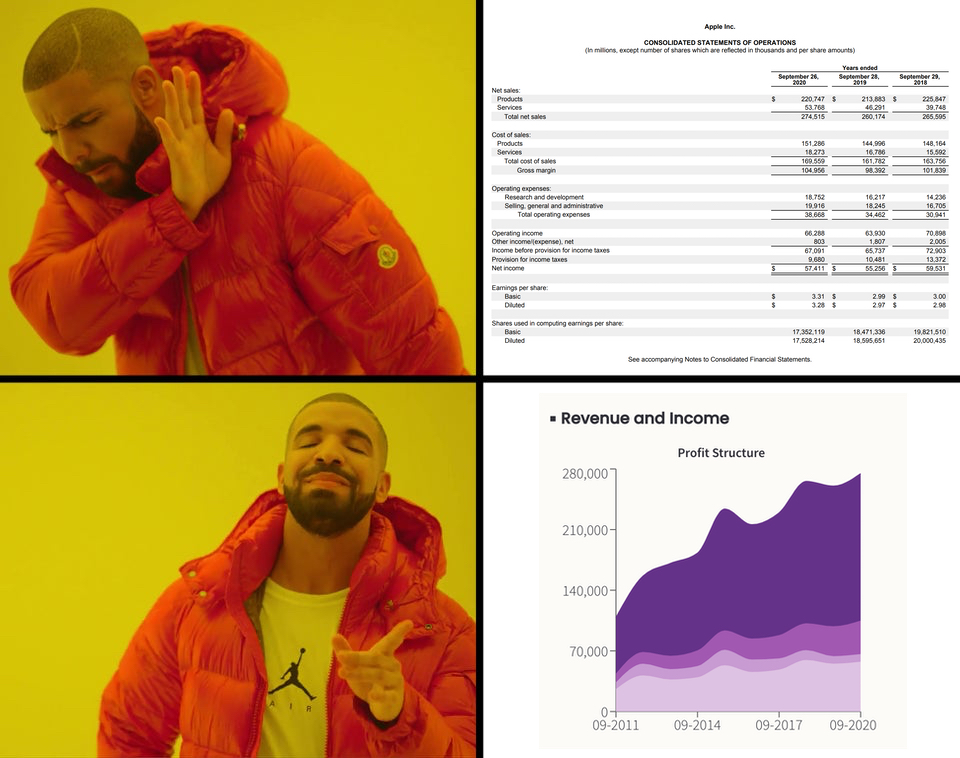 Apple Inc.
CONSOLIDATED STATEMENTS OF OPERATIONS
(In millions, except number of shares which are reflected in thousands and per share amounts)
Years ended
September 26, 2020 September 28, 2019 September 29, 2018
Net sales:
Products $ 220,747 $ 213,883 $ 225,847
Services 53,768 46,291 39,748
Total net sales 274,515 260,174 265,595
Cost of sales:
Products 151,286 144,996 148,164
Services 18,273 16,786 15,592
Total cost of sales 169,559 161,782 163,756
Gross margin 104,956 98,392 101,839
Operating expenses:
Research and development 18,752 16,217 14,236
Selling, general and administrative 19,916 18,245 16,705
Total operating expenses 38,668 34,462 30,941
Operating income 66,288 63,930 70,898
Other income/(expense), net 803 1,807 2,005
Income before provision for income taxes 67,091 65,737 72,903
Provision for income taxes 9,680 10,481 13,372
Net income $ 57,411 $ 55,256 $ 59,531
Earnings per share:
Basic $ 3.31 $ 2.99 $ 3.00
Diluted $ 3.28 $ 2.97 $ 2.98
Shares used in computing earnings per share:
Basic 17,352,119 18,471,336 19,821,510
Diluted 17,528,214 18,595,651 20,000,435
See accompanying Notes to Consolidated Financial Statements.
AIR
▪ Revenue and Income
Profit Structure
280,000
210,000
140,000
70,000
0
09-2011 09-2014 09-2017 09-2020